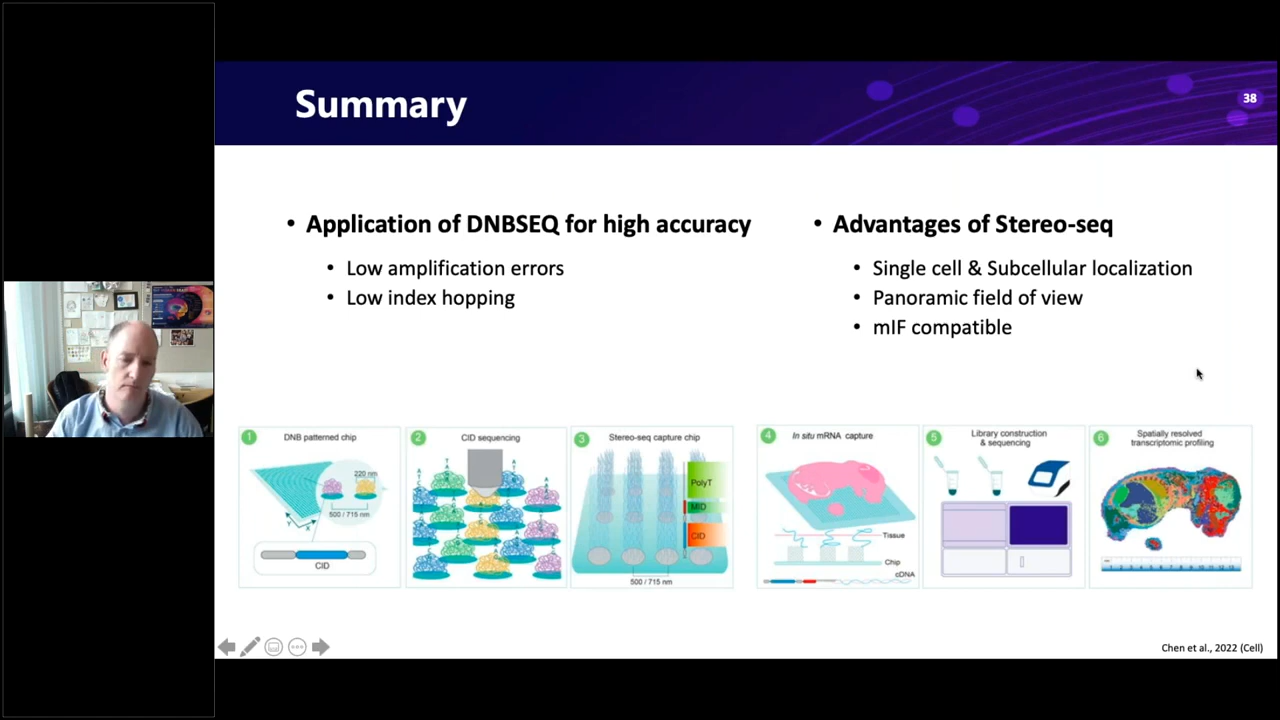 Summary
38
• Application of DNBSEQ for high accuracy
• Low amplification errors
• Low index hopping
• Advantages of Stereo-seq
• Single cell & Subcellular localization
• Panoramic field of view
• mIF compatible
1 DNB patterned chip
220 nm
500 / 715 nm
Y X
CID
2 CID sequencing
3 Stereo-seq capture chip
PolyT
MID
CID
500 / 715 nm
4 In situ mRNA capture
Tissue
Chip
cDNA
5 Library construction
& sequencing
6 Spatially resolved
transcriptomic profiling
Chen et al., 2022 (Cell)